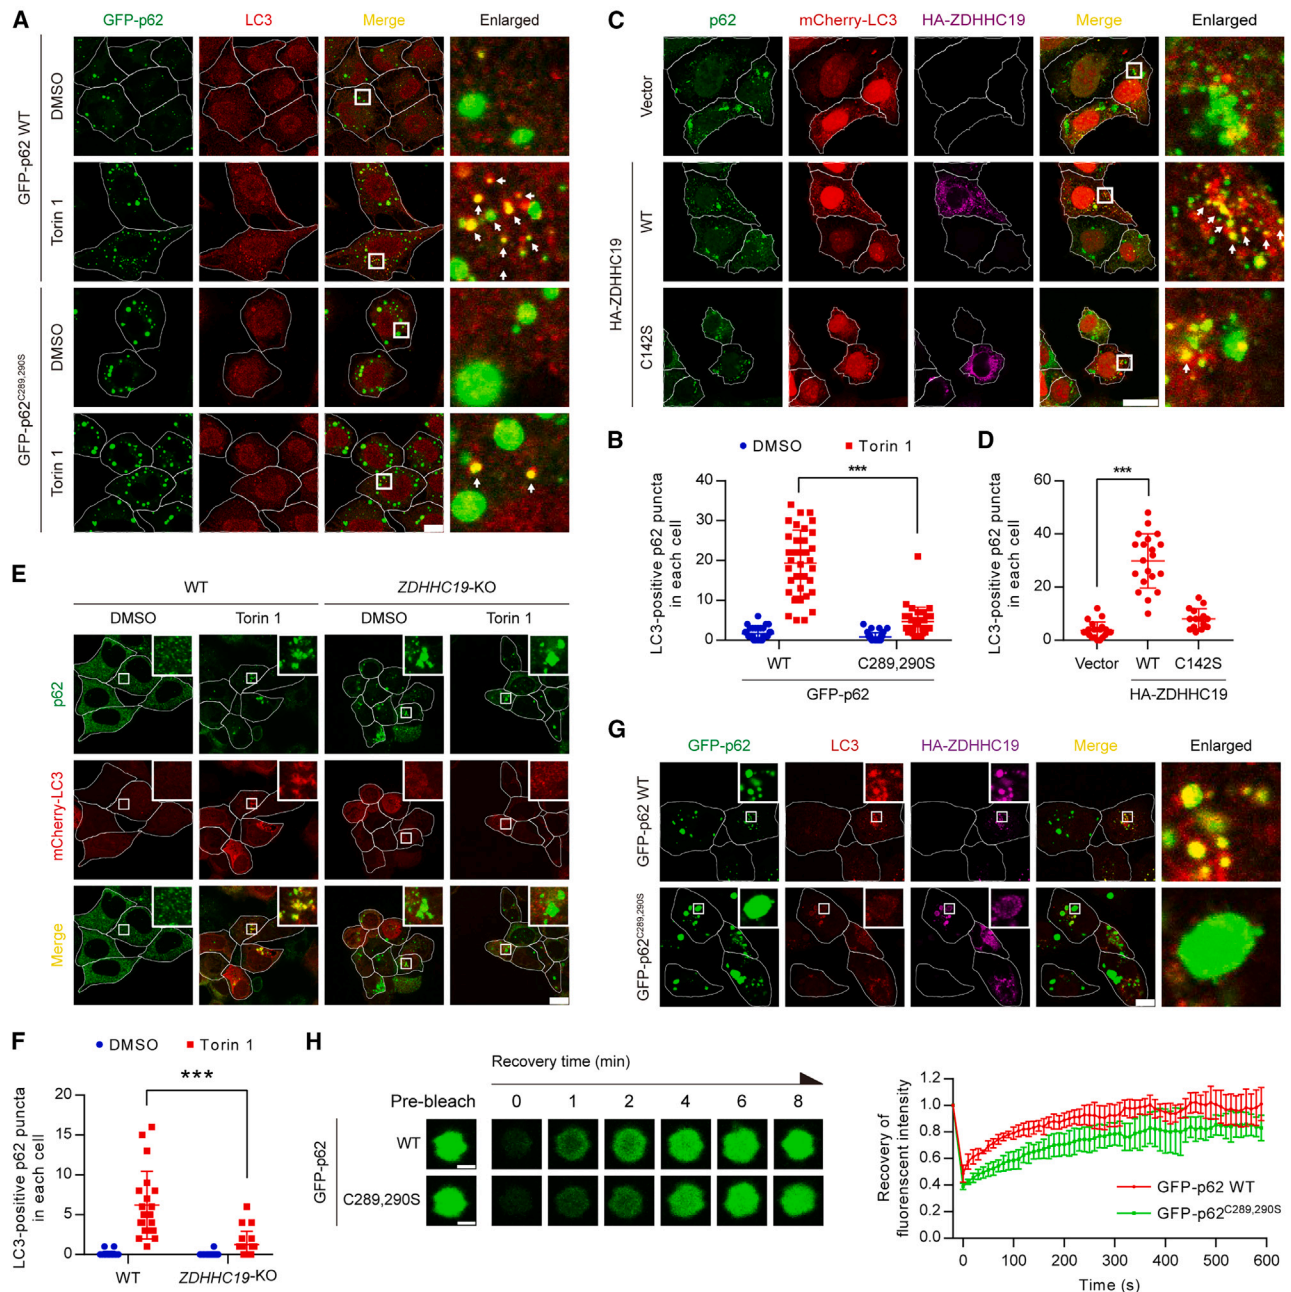 A
GFP-p62 LC3 Merge Enlarged
GFP-p62 WT
DMSO
Torin 1
GFP-p62C289,290S
DMSO
Torin 1
C
p62 mCherry-LC3 HA-ZDHHC19 Merge Enlarged
Vector
HA-ZDHHC19
WT
C142S
B
DMSO Torin 1
LC3-positive p62 puncta
in each cell
40
30
20
10
0
***
WT C289,290S
GFP-p62
D
LC3-positive p62 puncta
in each cell
60
40
20
0
***
Vector WT C142S
HA-ZDHHC19
E
WT ZDHHC19-KO
DMSO Torin 1 DMSO Torin 1
p62
mCherry-LC3
Merge
G
GFP-p62 LC3 HA-ZDHHC19 Merge Enlarged
GFP-p62 WT
GFP-p62C289,290S
F
DMSO Torin 1
LC3-positive p62 puncta
in each cell
20
15
10
5
0
***
WT ZDHHC19-KO
H
Recovery time (min)
Pre-bleach 0 1 2 4 6 8
GFP-p62
WT
C289,290S
Recovery of
fluorenscent intensity
1.2
1.0
0.8
0.6
0.4
0.2
0.0
GFP-p62 WT
GFP-p62C289,290S
0 100 200 300 400 500 600
Time (s)